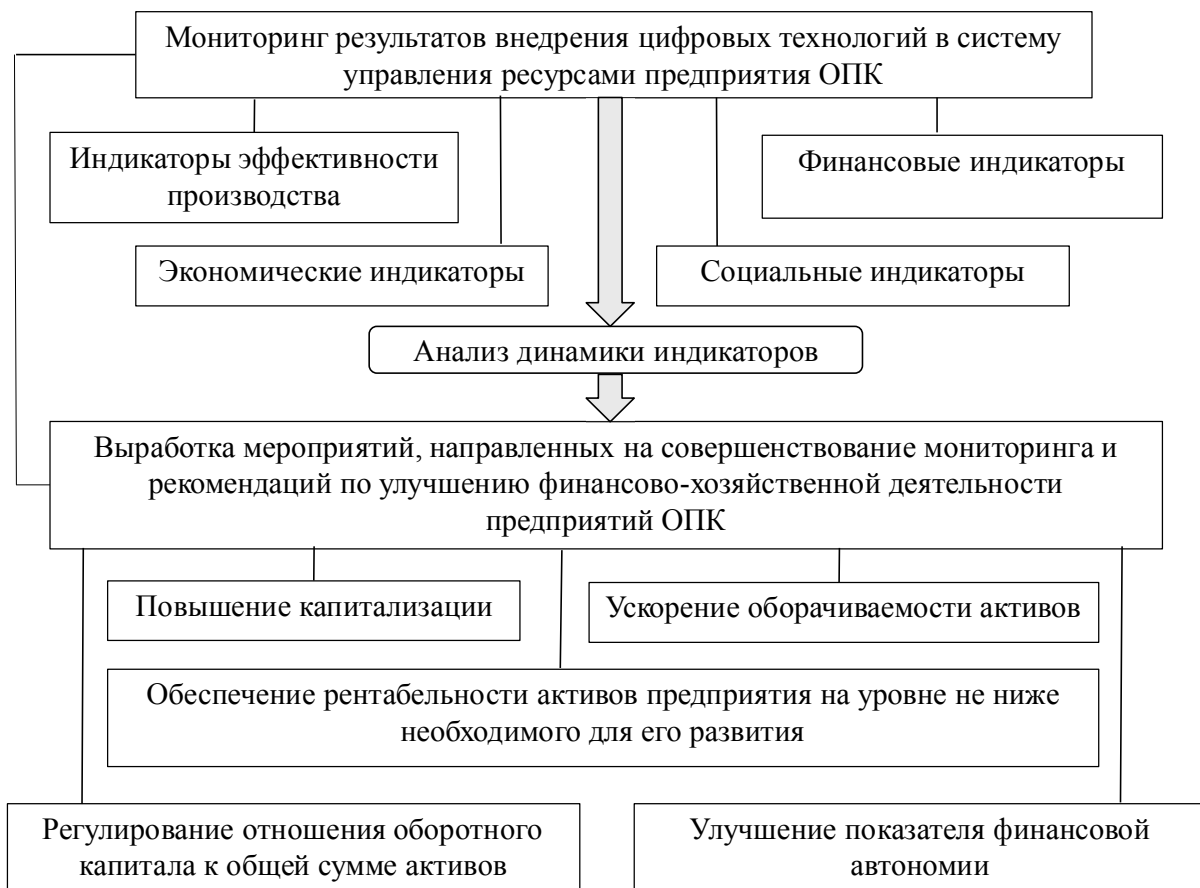 Мониторинг результатов внедрения цифровых технологий в систему
управления ресурсами предприятия ОПК
Индикаторы эффективности
производства
Финансовые индикаторы
Экономические индикаторы
Социальные индикаторы
Анализ динамики индикаторов
Выработка мероприятий, направленных на совершенствование мониторинга и
рекомендаций по улучшению финансово-хозяйственной деятельности
предприятий ОПК
Повышение капитализации
Ускорение оборачиваемости активов
Обеспечение рентабельности активов предприятия на уровне не ниже
необходимого для его развития
Регулирование отношения оборотного
капитала к общей сумме активов
Улучшение показателя финансовой
автономии